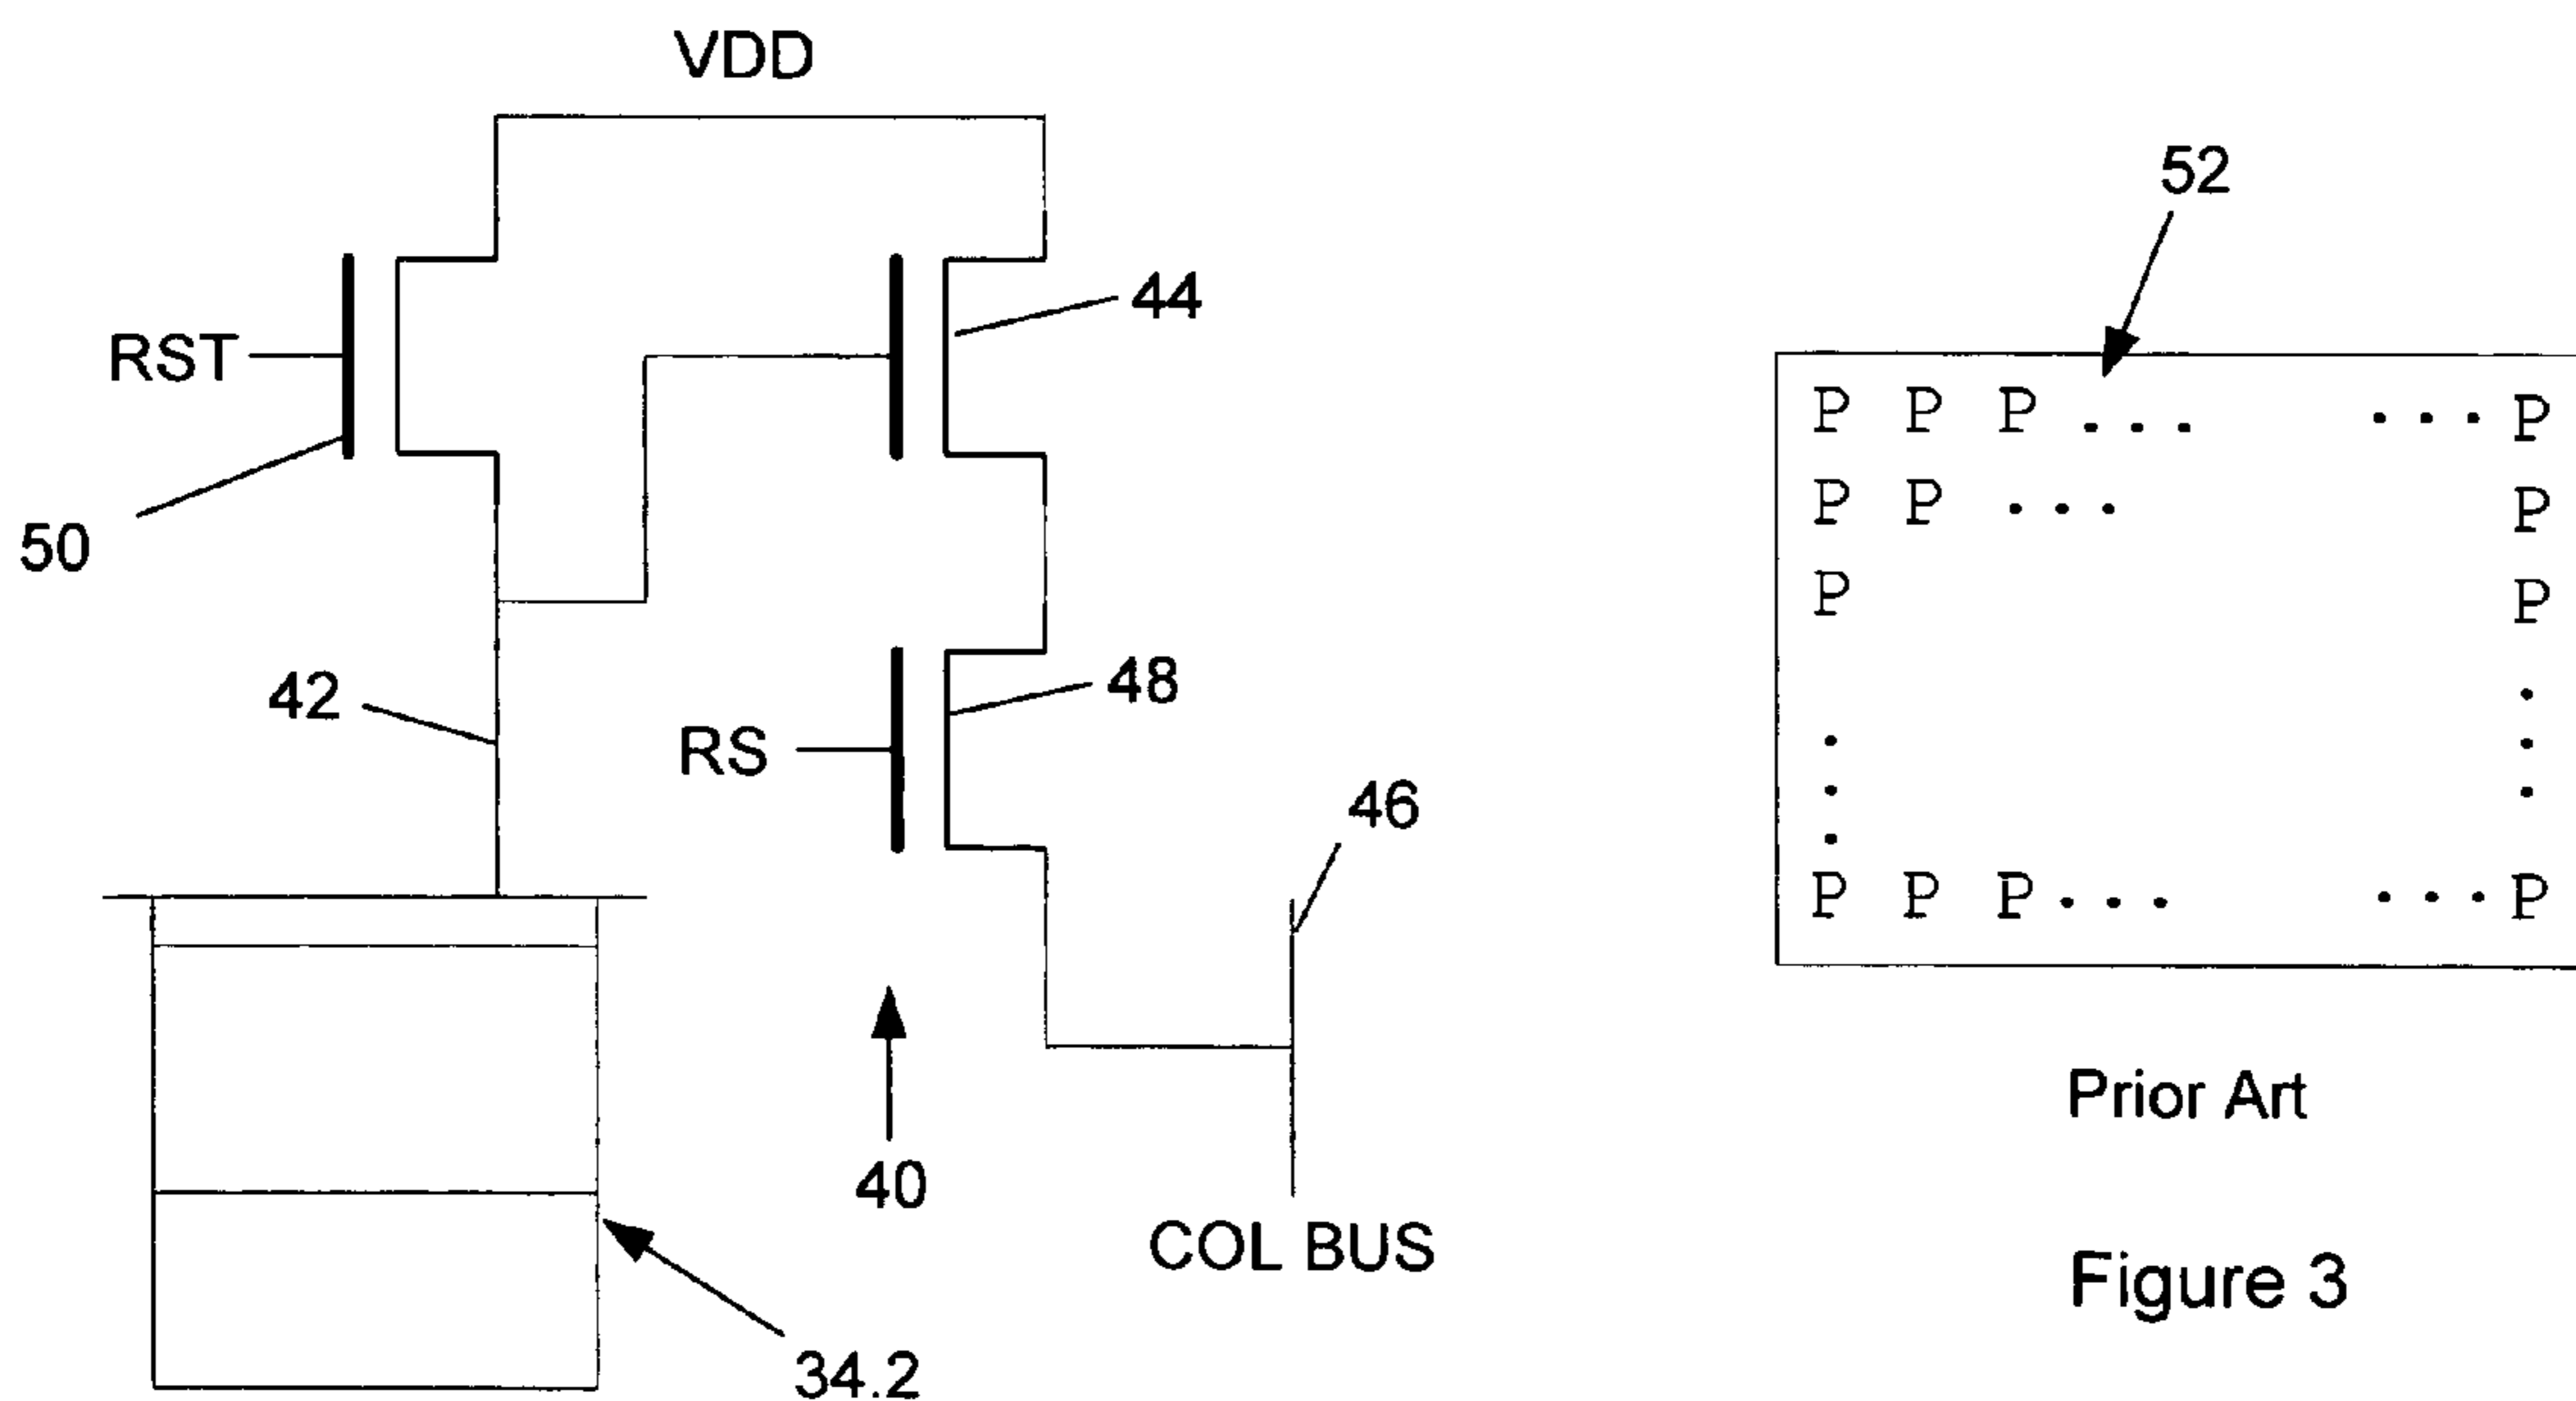 VDD
RST
44
50
42
48
RS
46
40
COL BUS
34.2
52
P P P . . . . . . P
P P . . . P
P P
.
.
.
.
.
.
P P P . . . . . . P
Prior Art
Figure 3